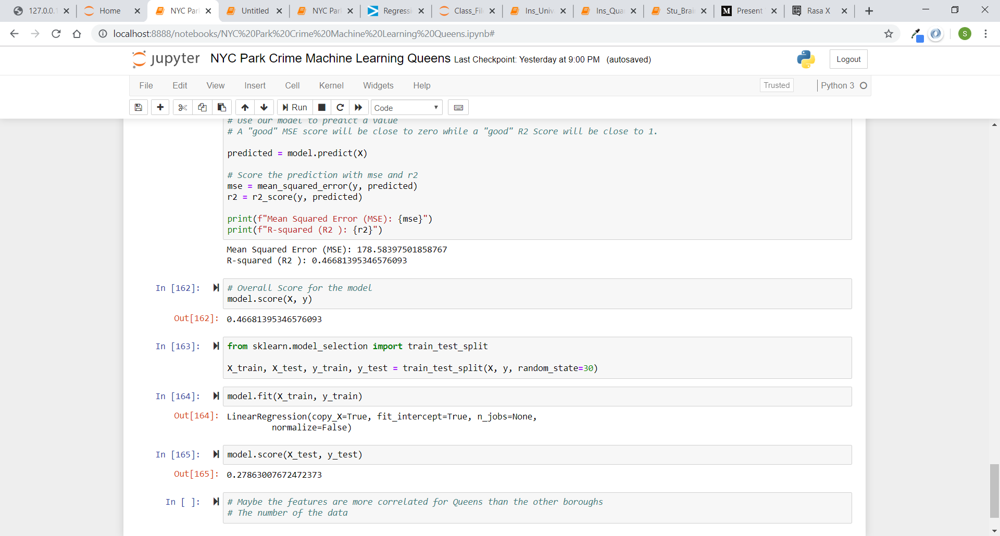 127.0.0.1
Home
NYC Par
Untitled
NYC Par
Regressi
Class_Fil
Ins_Univ
Ins_Qua
Stu_Brai
Present
Rasa X
localhost:8888/notebooks/NYC%20Park%20Crime%20Machine%20Learning%20Queens.ipynb#
S
jupyter NYC Park Crime Machine Learning Queens Last Checkpoint: Yesterday at 9:00 PM (autosaved)
Logout
File Edit View Insert Cell Kernel Widgets Help
Trusted
Python 3
Run
Code
# Use our model to predict a value
# A "good" MSE score will be close to zero while a "good" R2 Score will be close to 1.
predicted = model.predict(X)
# Score the prediction with mse and r2
mse = mean_squared_error(y, predicted)
r2 = r2_score(y, predicted)
print(f"Mean Squared Error (MSE): {mse}")
print(f"R-squared (R2 ): {r2}")
Mean Squared Error (MSE): 178.58397501858767
R-squared (R2 ): 0.46681395346576093
In [162]:
# Overall Score for the model
model.score(X, y)
Out[162]: 0.46681395346576093
In [163]:
from sklearn.model_selection import train_test_split
X_train, X_test, y_train, y_test = train_test_split(X, y, random_state=30)
In [164]:
model.fit(X_train, y_train)
Out[164]: LinearRegression(copy_X=True, fit_intercept=True, n_jobs=None,
normalize=False)
In [165]:
model.score(X_test, y_test)
Out[165]: 0.27863007672472373
In [ ]:
# Maybe the features are more correlated for Queens than the other boroughs
# The number of the data